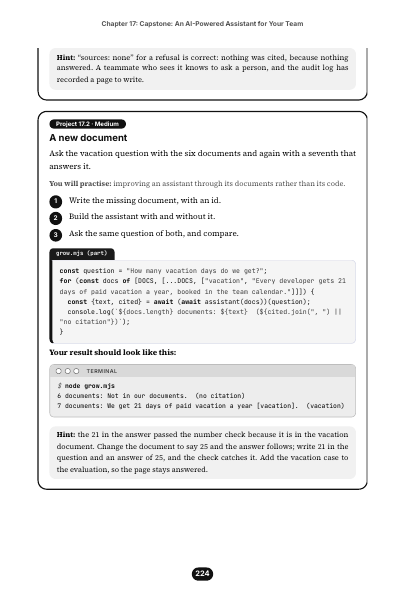 Chapter 17: Capstone: An AI-Powered Assistant for Your Team
Hint: “sources: none” for a refusal is correct: nothing was cited, because nothing
answered. A teammate who sees it knows to ask a person, and the audit log has
recorded a page to write.
Project 17.2 · Medium
A new document
Ask the vacation question with the six documents and again with a seventh that
answers it.
You will practise: improving an assistant through its documents rather than its code.
1 Write the missing document, with an id.
2 Build the assistant with and without it.
3 Ask the same question of both, and compare.
grow.mjs (part)
const question = "How many vacation days do we get?";
for (const docs of [DOCS, [...DOCS, ["vacation", "Every developer gets 21
days of paid vacation a year, booked in the team calendar."]]]) {
const {text, cited} = await (await assistant(docs))(question);
console.log(`${docs.length} documents: ${text}  (${cited.join(", ") ||
"no citation"})`);
}
Your result should look like this:
TERMINAL
$ node grow.mjs
6 documents: Not in our documents.  (no citation)
7 documents: We get 21 days of paid vacation a year [vacation].  (vacation)
Hint: the 21 in the answer passed the number check because it is in the vacation
document. Change the document to say 25 and the answer follows; write 21 in the
question and an answer of 25, and the check catches it. Add the vacation case to
the evaluation, so the page stays answered.
224